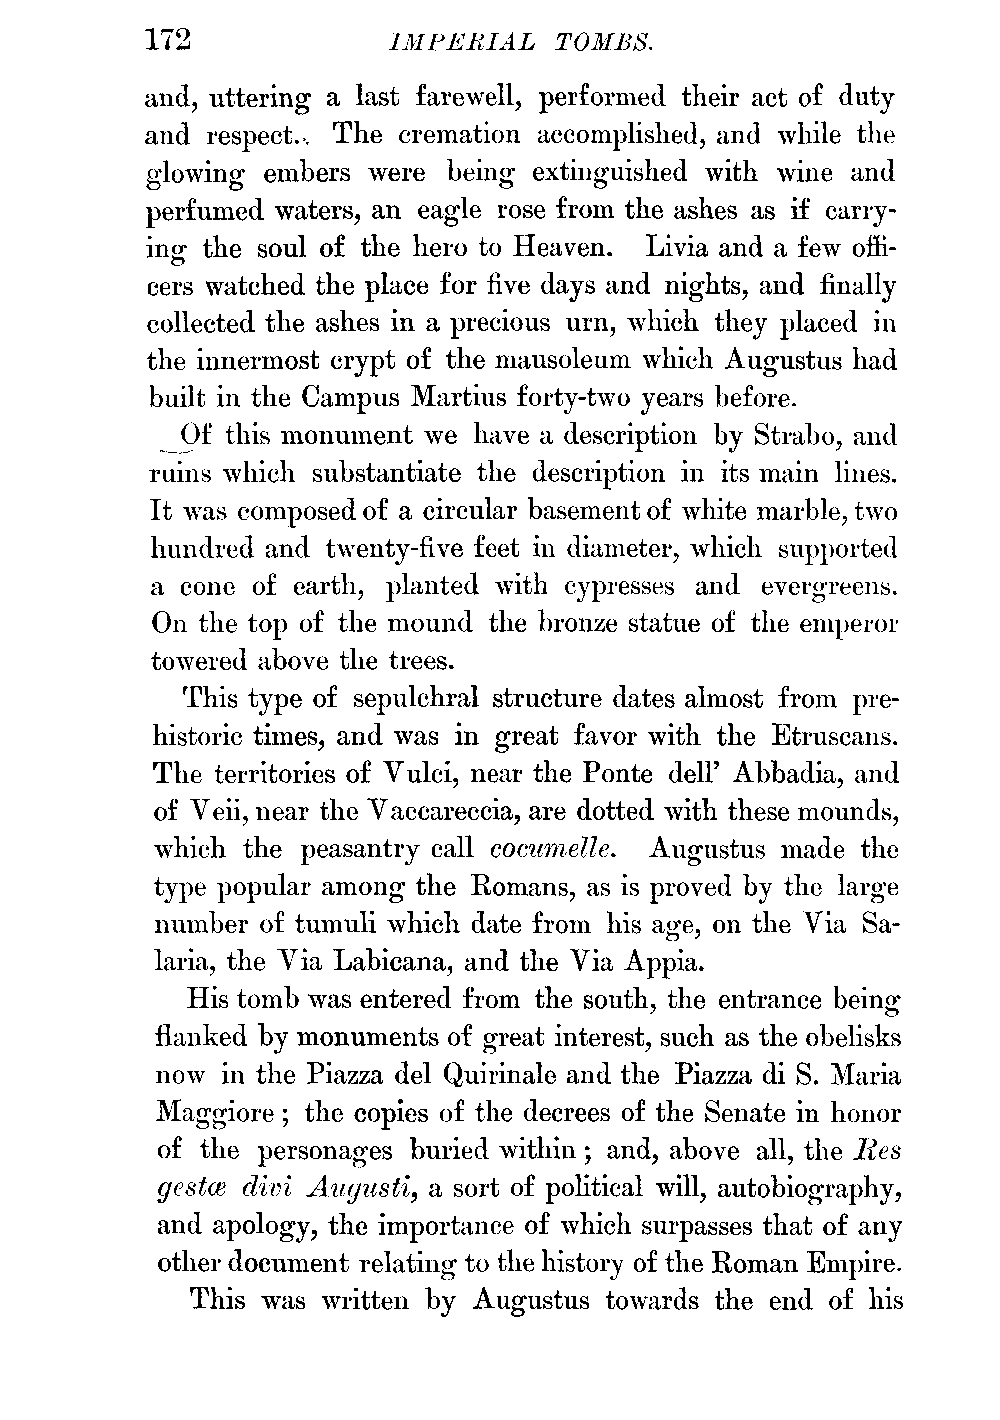 172 IMPERIAL TOMBS.
and, uttering a last farewell, performed their act of duty
and respect. The cremation accomplished, and while the
glowing embers were being extinguished with wine and
perfumed waters, an eagle rose from the ashes as if carry-
ing the soul of the hero to Heaven. Livia and a few offi-
cers watched the place for five days and nights, and finally
collected the ashes in a precious urn, which they placed in
the innermost crypt of the mausoleum which Augustus had
built in the Campus Martius forty-two years before.
Of this monument we have a description by Strabo, and
ruins which substantiate the description in its main lines.
It was composed of a circular basement of white marble, two
hundred and twenty-five feet in diameter, which supported
a cone of earth, planted with cypresses and evergreens.
On the top of the mound the bronze statue of the emperor
towered above the trees.
This type of sepulchral structure dates almost from pre-
historic times, and was in great favor with the Etruscans.
The territories of Vulci, near the Ponte dell' Abbadia, and
of Veii, near the Vaccareccia, are dotted with these mounds,
which the peasantry call cocumelle. Augustus made the
type popular among the Romans, as is proved by the large
number of tumuli which date from his age, on the Via Sa-
laria, the Via Labicana, and the Via Appia.
His tomb was entered from the south, the entrance being
flanked by monuments of great interest, such as the obelisks
now in the Piazza del Quirinale and the Piazza di S. Maria
Maggiore ; the copies of the decrees of the Senate in honor
of the personages buried within ; and, above all, the Res
gestæ divi Augusti, a sort of political will, autobiography,
and apology, the importance of which surpasses that of any
other document relating to the history of the Roman Empire.
This was written by Augustus towards the end of his